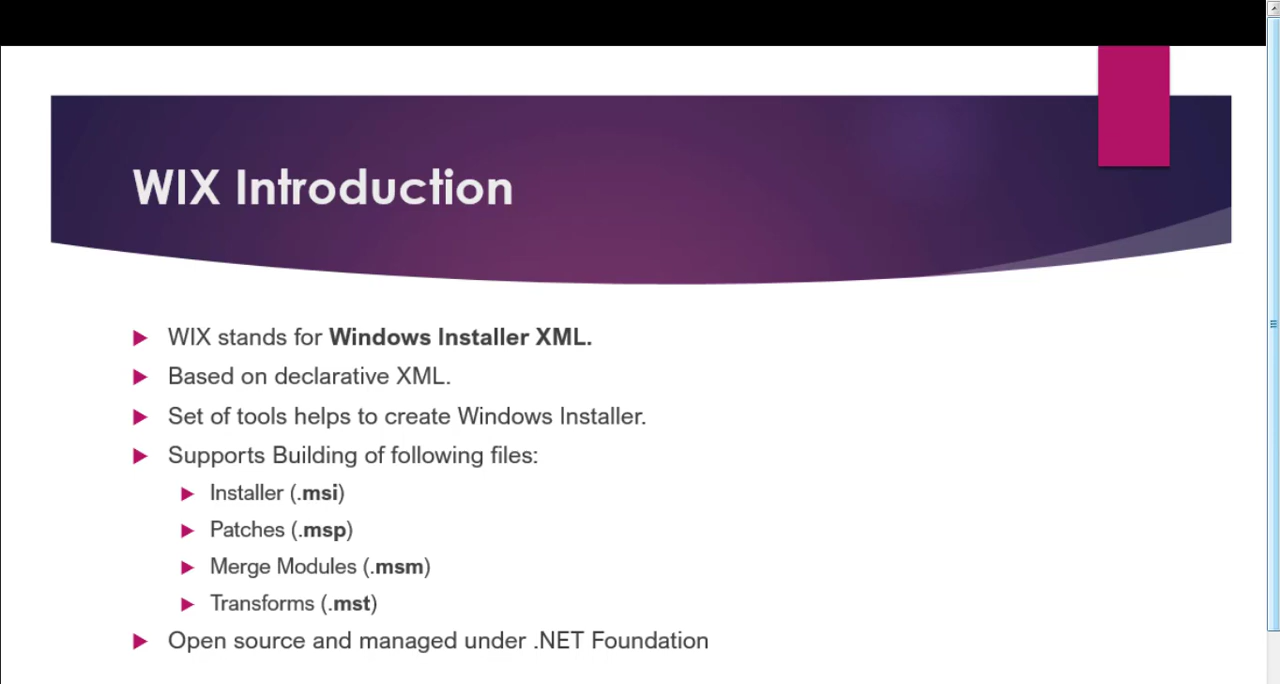 WIX Introduction
WIX stands for Windows Installer XML.
Based on declarative XML.
Set of tools helps to create Windows Installer.
Supports Building of following files:
Installer (.msi)
Patches (.msp)
Merge Modules (.msm)
Transforms (.mst)
Open source and managed under .NET Foundation